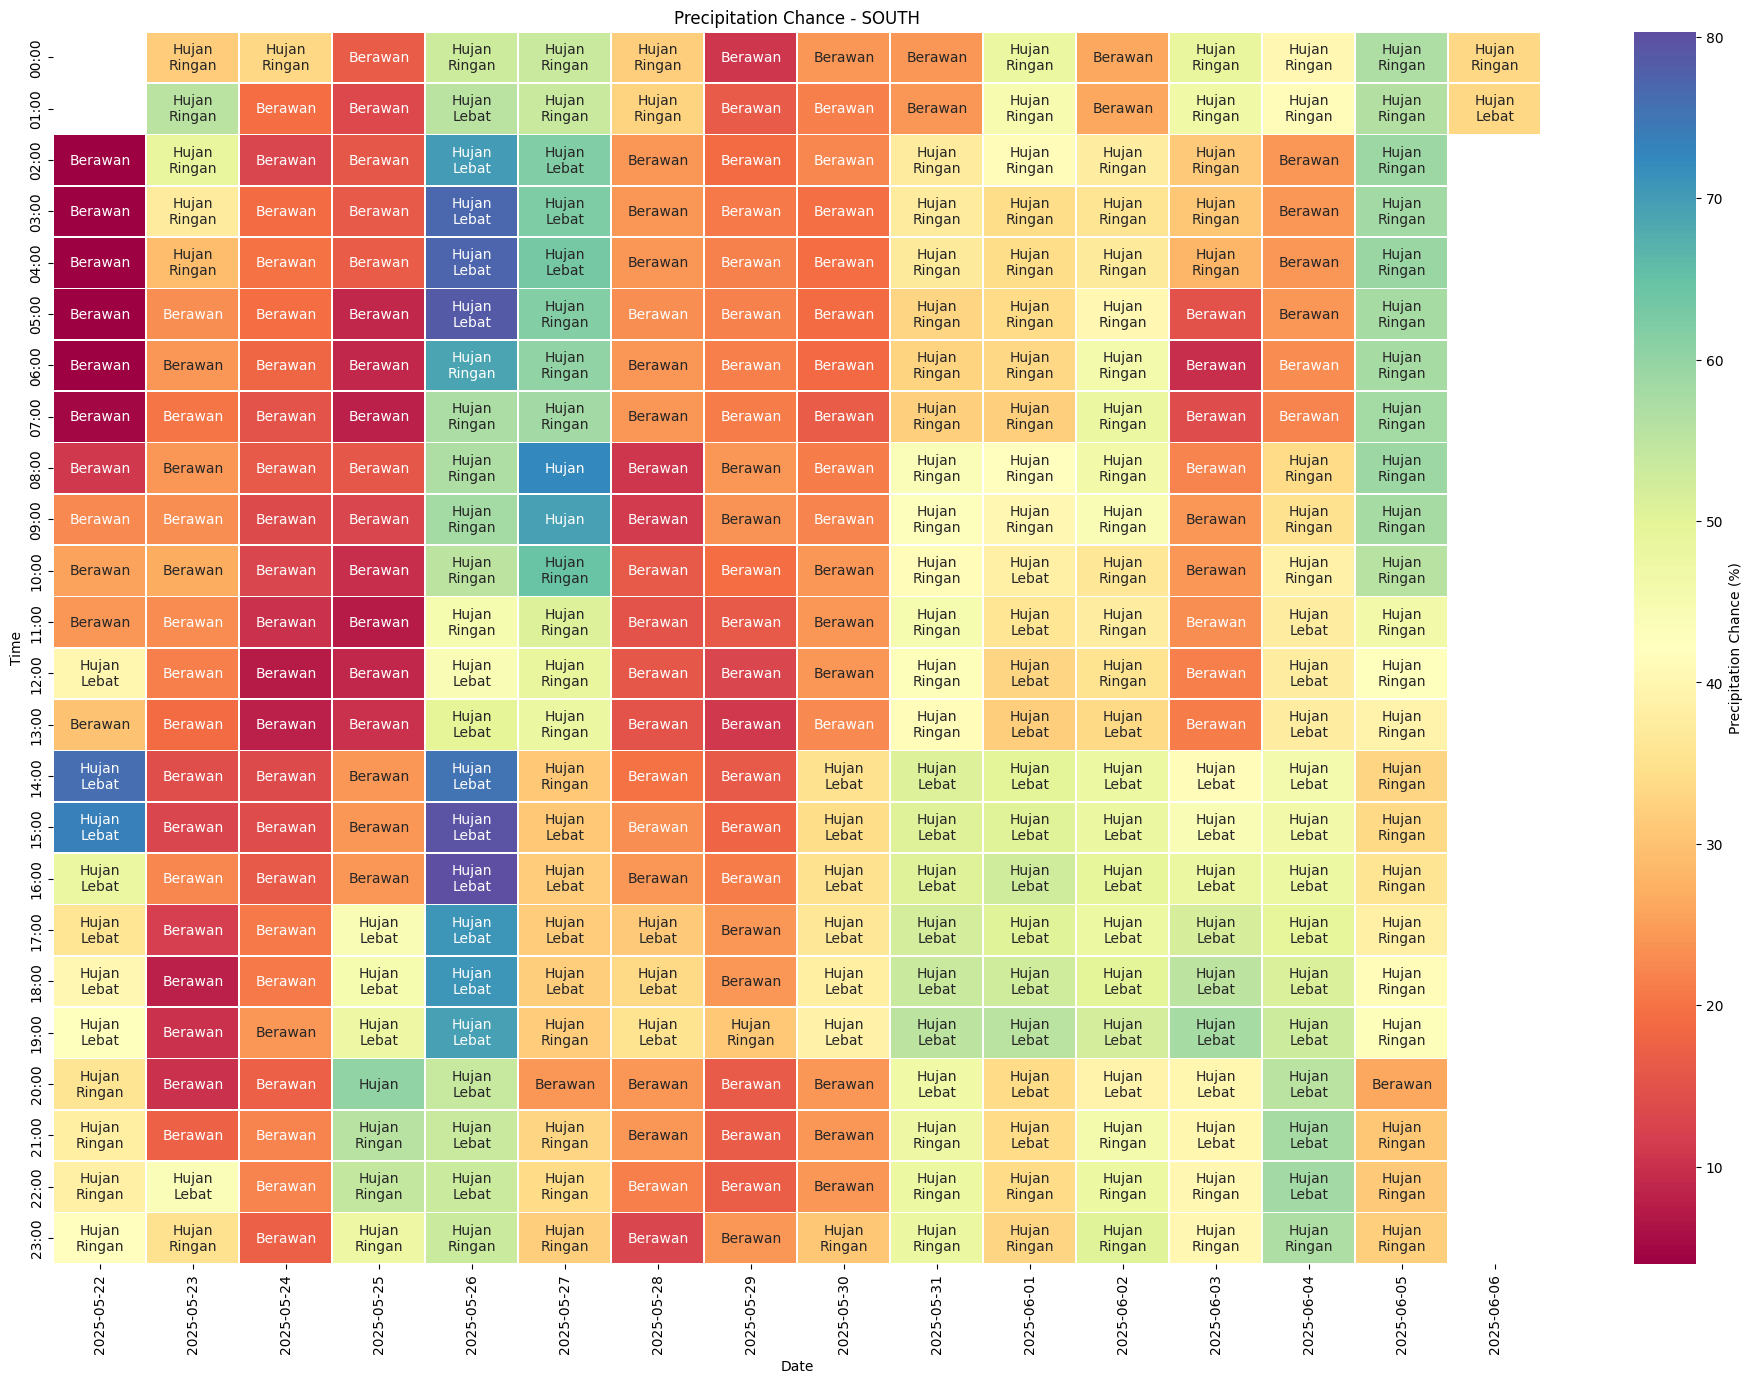 Precipitation Chance - SOUTH
00:00
Hujan Hujan Hujan Hujan Hujan Hujan Hujan Hujan Hujan Hujan
Berawan Berawan Berawan Berawan Berawan
Ringan Ringan Ringan Ringan Ringan Ringan Ringan Ringan Ringan Ringan
01:00
Hujan Hujan Hujan Hujan Hujan Hujan Hujan Hujan Hujan
Berawan Berawan Berawan Berawan Berawan Berawan
Ringan Lebat Ringan Ringan Ringan Ringan Ringan Ringan Lebat
02:00
Hujan Hujan Hujan Hujan Hujan Hujan Hujan Hujan
Berawan Berawan Berawan Berawan Berawan Berawan Berawan
Ringan Lebat Lebat Ringan Ringan Ringan Ringan Ringan
03:00
Hujan Hujan Hujan Hujan Hujan Hujan Hujan Hujan
Berawan Berawan Berawan Berawan Berawan Berawan Berawan
Ringan Lebat Lebat Ringan Ringan Ringan Ringan Ringan
04:00
Hujan Hujan Hujan Hujan Hujan Hujan Hujan Hujan
Berawan Berawan Berawan Berawan Berawan Berawan Berawan
Ringan Lebat Lebat Ringan Ringan Ringan Ringan Ringan
05:00
Hujan Hujan Hujan Hujan Hujan Hujan
Berawan Berawan Berawan Berawan Berawan Berawan Berawan Berawan Berawan
Lebat Ringan Ringan Ringan Ringan Ringan
06:00
Hujan Hujan Hujan Hujan Hujan Hujan
Berawan Berawan Berawan Berawan Berawan Berawan Berawan Berawan Berawan
Ringan Ringan Ringan Ringan Ringan Ringan
07:00
Hujan Hujan Hujan Hujan Hujan Hujan
Berawan Berawan Berawan Berawan Berawan Berawan Berawan Berawan Berawan
Ringan Ringan Ringan Ringan Ringan Ringan
08:00
Hujan Hujan Hujan Hujan Hujan Hujan
Berawan Berawan Berawan Berawan Hujan Berawan Berawan Berawan Berawan
Ringan Ringan Ringan Ringan Ringan Ringan
09:00
Hujan Hujan Hujan Hujan Hujan Hujan
Berawan Berawan Berawan Berawan Hujan Berawan Berawan Berawan Berawan
Ringan Ringan Ringan Ringan Ringan Ringan
10:00
Hujan Hujan Hujan Hujan Hujan Hujan Hujan
Berawan Berawan Berawan Berawan Berawan Berawan Berawan Berawan
Ringan Ringan Ringan Lebat Ringan Ringan Ringan
11:00
Hujan Hujan Hujan Hujan Hujan Hujan Hujan
Berawan Berawan Berawan Berawan Berawan Berawan Berawan Berawan
Ringan Ringan Ringan Lebat Ringan Lebat Ringan
12:00
Hujan Hujan Hujan Hujan Hujan Hujan Hujan Hujan
Berawan Berawan Berawan Berawan Berawan Berawan Berawan
Lebat Lebat Ringan Ringan Lebat Ringan Lebat Ringan
13:00
Hujan Hujan Hujan Hujan Hujan Hujan Hujan
Berawan Berawan Berawan Berawan Berawan Berawan Berawan Berawan
Lebat Ringan Ringan Lebat Lebat Lebat Ringan
14:00
Hujan Hujan Hujan Hujan Hujan Hujan Hujan Hujan Hujan Hujan
Berawan Berawan Berawan Berawan Berawan
Lebat Lebat Ringan Lebat Lebat Lebat Lebat Lebat Lebat Ringan
15:00
Hujan Hujan Hujan Hujan Hujan Hujan Hujan Hujan Hujan Hujan
Berawan Berawan Berawan Berawan Berawan
Lebat Lebat Lebat Lebat Lebat Lebat Lebat Lebat Lebat Ringan
16:00
Hujan Hujan Hujan Hujan Hujan Hujan Hujan Hujan Hujan Hujan
Berawan Berawan Berawan Berawan Berawan
Lebat Lebat Lebat Lebat Lebat Lebat Lebat Lebat Lebat Ringan
17:00
Hujan Hujan Hujan Hujan Hujan Hujan Hujan Hujan Hujan Hujan Hujan Hujan
Berawan Berawan Berawan
Lebat Lebat Lebat Lebat Lebat Lebat Lebat Lebat Lebat Lebat Lebat Ringan
18:00
Hujan Hujan Hujan Hujan Hujan Hujan Hujan Hujan Hujan Hujan Hujan Hujan
Berawan Berawan Berawan
Lebat Lebat Lebat Lebat Lebat Lebat Lebat Lebat Lebat Lebat Lebat Ringan
19:00
Hujan Hujan Hujan Hujan Hujan Hujan Hujan Hujan Hujan Hujan Hujan Hujan Hujan
Berawan Berawan
Lebat Lebat Lebat Ringan Lebat Ringan Lebat Lebat Lebat Lebat Lebat Lebat Ringan
20:00
Hujan Hujan Hujan Hujan Hujan Hujan Hujan
Berawan Berawan Hujan Berawan Berawan Berawan Berawan Berawan
Ringan Lebat Lebat Lebat Lebat Lebat Lebat
21:00
Hujan Hujan Hujan Hujan Hujan Hujan Hujan Hujan Hujan Hujan
Berawan Berawan Berawan Berawan Berawan
Ringan Ringan Lebat Ringan Ringan Lebat Ringan Lebat Lebat Ringan
22:00
Hujan Hujan Hujan Hujan Hujan Hujan Hujan Hujan Hujan Hujan Hujan
Berawan Berawan Berawan Berawan
Ringan Lebat Ringan Lebat Ringan Ringan Ringan Ringan Ringan Lebat Ringan
23:00
Hujan Hujan Hujan Hujan Hujan Hujan Hujan Hujan Hujan Hujan Hujan Hujan
Berawan Berawan Berawan
Ringan Ringan Ringan Ringan Ringan Ringan Ringan Ringan Ringan Ringan Ringan Ringan
Time
2025-05-22
2025-05-23
2025-05-24
2025-05-25
2025-05-26
2025-05-27
2025-05-28
2025-05-29
2025-05-30
2025-05-31
2025-06-01
2025-06-02
2025-06-03
2025-06-04
2025-06-05
2025-06-06
Date
80
70
60
50
40
30
20
10
Precipitation Chance (%)